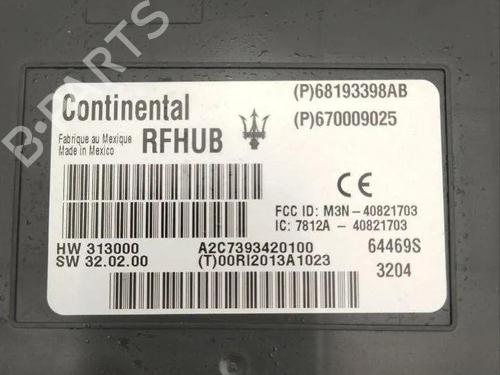 B-PARTS
Continental
(P)68193398AB
Fabrique au Mexique
Made in Mexico
RFHUB
(P)670009025
CE
FCC ID: M3N-40821703
IC: 7812A - 40821703
HW 313000
A2C7393420100
64469S
SW 32.02.00
(T)00RI2013A1023
3204